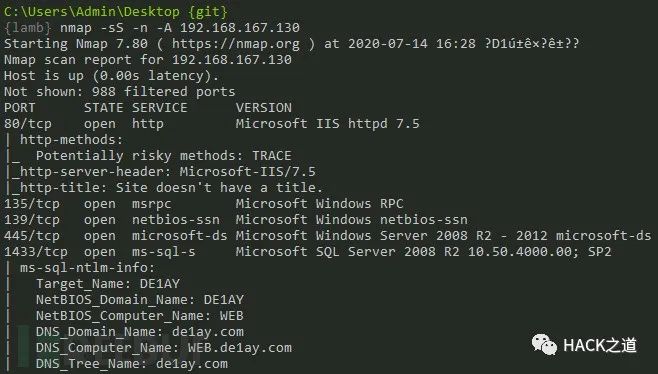 C:\Users\Admin\Desktop {git}
{lamb} nmap -sS -n -A 192.168.167.130
Starting Nmap 7.80 ( https://nmap.org ) at 2020-07-14 16:28 ?D1ú±ê×?ê±??
Nmap scan report for 192.168.167.130
Host is up (0.00s latency).
Not shown: 988 filtered ports
PORT STATE SERVICE VERSION
80/tcp open http Microsoft IIS httpd 7.5
| http-methods:
|_ Potentially risky methods: TRACE
|_http-server-header: Microsoft-IIS/7.5
|_http-title: Site doesn't have a title.
135/tcp open msrpc Microsoft Windows RPC
139/tcp open netbios-ssn Microsoft Windows netbios-ssn
445/tcp open microsoft-ds Microsoft Windows Server 2008 R2 - 2012 microsoft-ds
1433/tcp open ms-sql-s Microsoft SQL Server 2008 R2 10.50.4000.00; SP2
| ms-sql-ntlm-info:
| Target_Name: DE1AY
| NetBIOS_Domain_Name: DE1AY
| NetBIOS_Computer_Name: WEB
| DNS_Domain_Name: de1ay.com
| DNS_Computer_Name: WEB.de1ay.com
| DNS_Tree_Name: de1ay.com
HACK之道